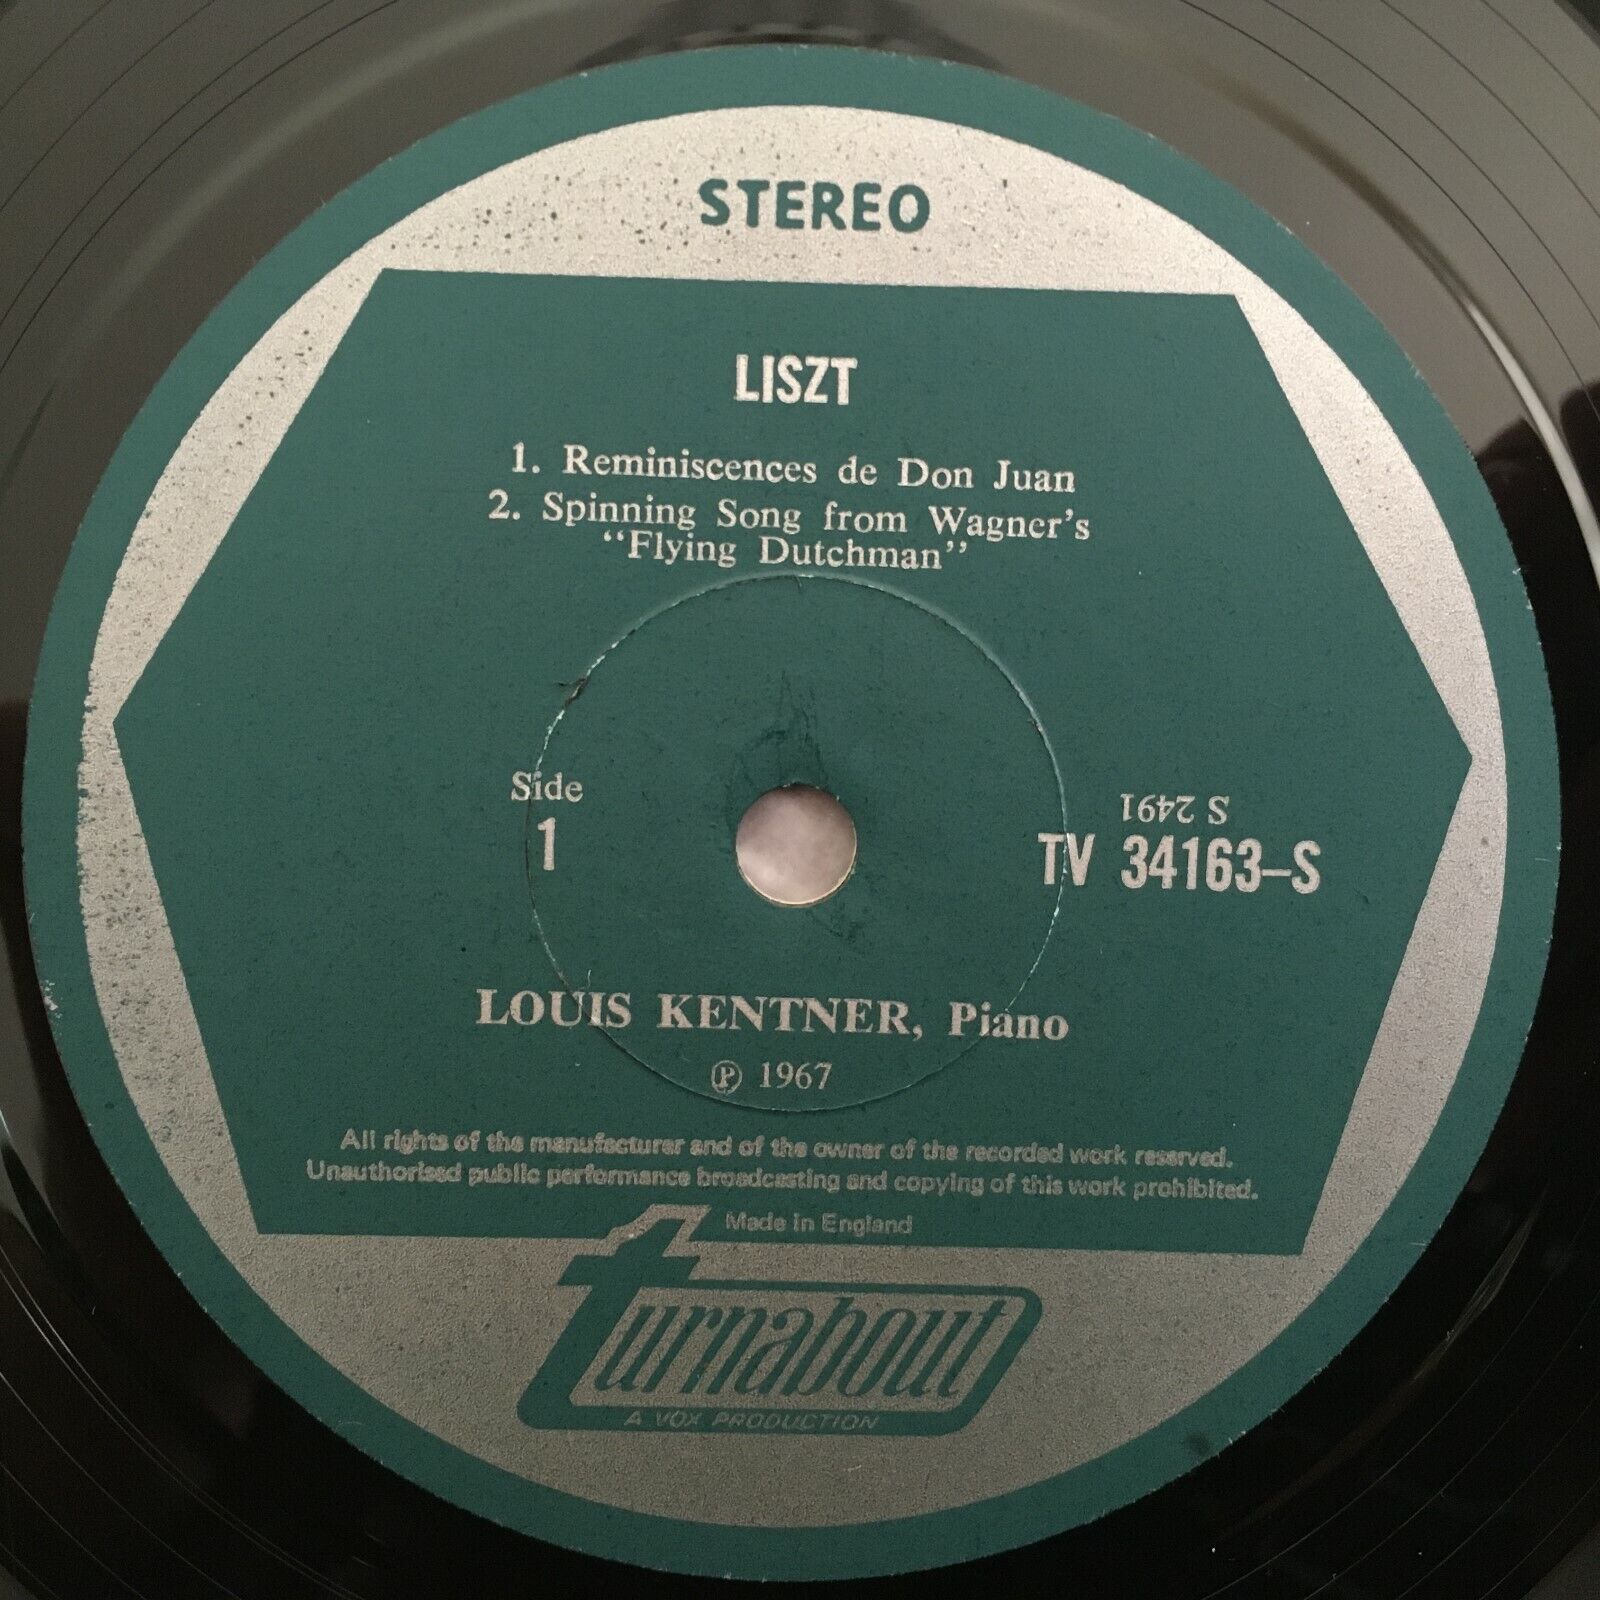 STEREO
LISZT
1. Reminiscences de Don Juan
2. Spinning Song from Wagner's
“Flying Dutchman”
Side
1
S 2491
TV 34163–S
LOUIS KENTNER, Piano
℗ 1967
All rights of the manufacturer and of the owner of the recorded work reserved.
Unauthorised public performance broadcasting and copying of this work prohibited.
Made in England
turnabout
A VOX PRODUCTION